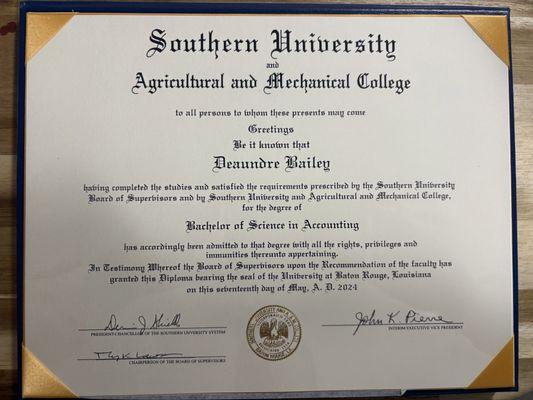 Southern University
and
Agricultural and Mechanical College
to all persons to whom these presents may come
Greetings
Be it known that
Deaundre Bailey
having completed the studies and satisfied the requirements prescribed by the Southern University
Board of Supervisors and by Southern University and Agricultural and Mechanical College,
for the degree of
Bachelor of Science in Accounting
has accordingly been admitted to that degree with all the rights, privileges and
immunities thereunto appertaining.
In Testimony Whereof the Board of Supervisors upon the Recommendation of the faculty has
granted this Diploma bearing the seal of the University at Baton Rouge, Louisiana
on this seventeenth day of May, A. D. 2024
PRESIDENT-CHANCELLOR OF THE SOUTHERN UNIVERSITY SYSTEM
John K. Pierre
INTERIM EXECUTIVE VICE PRESIDENT
CHAIRPERSON OF THE BOARD OF SUPERVISORS
BATON ROUGE, LA